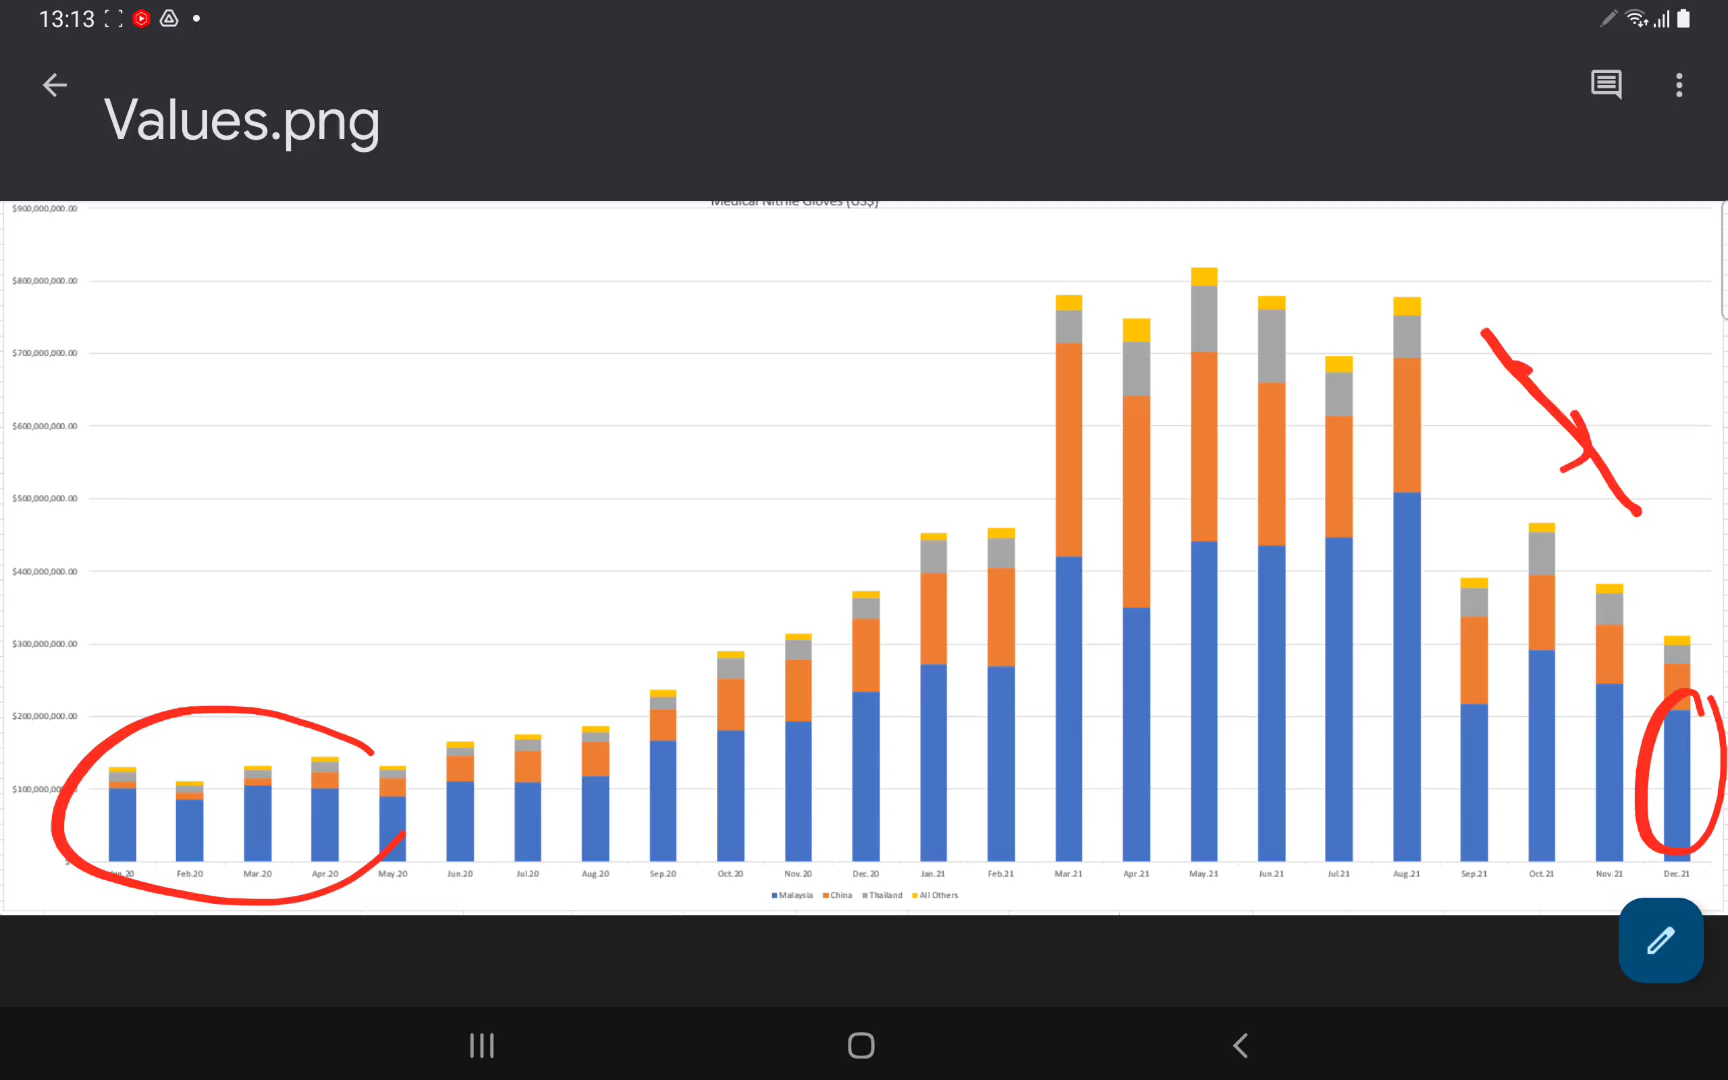 13:13
Values.png
Medical Nitrile Gloves (US$)
$900,000,000.00
$800,000,000.00
$700,000,000.00
$600,000,000.00
$500,000,000.00
$400,000,000.00
$300,000,000.00
$200,000,000.00
Feb.20 Mar.20 Apr.20 May.20 Jun.20 Jul.20 Aug.20 Sep.20 Oct.20 Nov.20 Dec.20 Jan.21 Feb.21 Mar.21 Apr.21 May.21 Jun.21 Jul.21 Aug.21 Sep.21 Oct.21 Nov.21 Dec.21
Malaysia China Thailand All Others